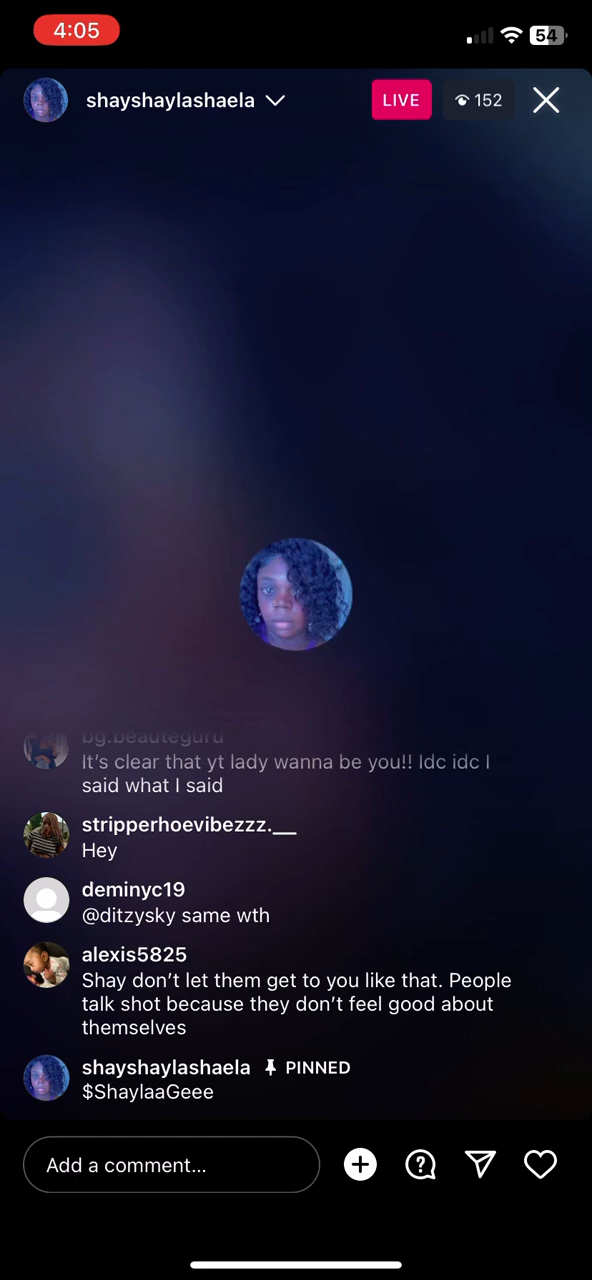 4:05
54
shayshaylashaela
LIVE
152
bg.beauteguru
It’s clear that yt lady wanna be you!! Idc idc I
said what I said
stripperhoevibezzz.__
Hey
deminyc19
@ditzysky same wth
alexis5825
Shay don’t let them get to you like that. People
talk shot because they don’t feel good about
themselves
shayshaylashaela PINNED
$ShaylaaGeee
Add a comment...